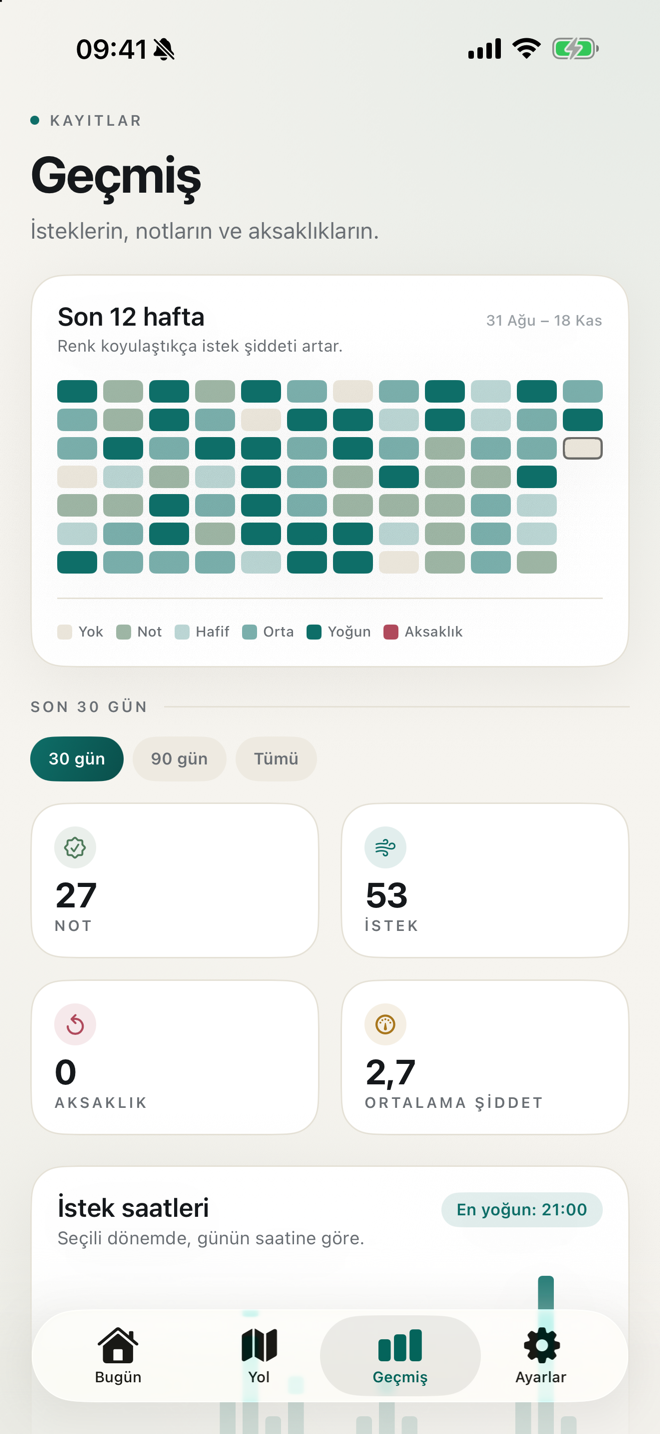 09:41
KAYITLAR
Geçmiş
İsteklerin, notların ve aksaklıkların.
Son 12 hafta
31 Ağu – 18 Kas
Renk koyulaştıkça istek şiddeti artar.
Yok Not Hafif Orta Yoğun Aksaklık
SON 30 GÜN
30 gün 90 gün Tümü
27
NOT
53
İSTEK
0
AKSAKLIK
2,7
ORTALAMA ŞİDDET
İstek saatleri
En yoğun: 21:00
Seçili dönemde, günün saatine göre.
Bugün Yol Geçmiş Ayarlar